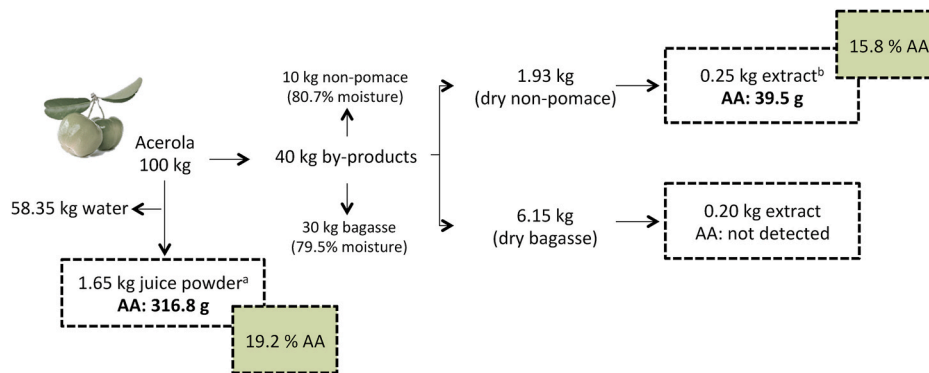 15.8 % AA
10 kg non-pomace
(80.7% moisture)
1.93 kg
(dry non-pomace)
0.25 kg extractᵇ
AA: 39.5 g
Acerola
100 kg
40 kg by-products
58.35 kg water
30 kg bagasse
(79.5% moisture)
6.15 kg
(dry bagasse)
0.20 kg extract
AA: not detected
1.65 kg juice powderᵃ
AA: 316.8 g
19.2 % AA